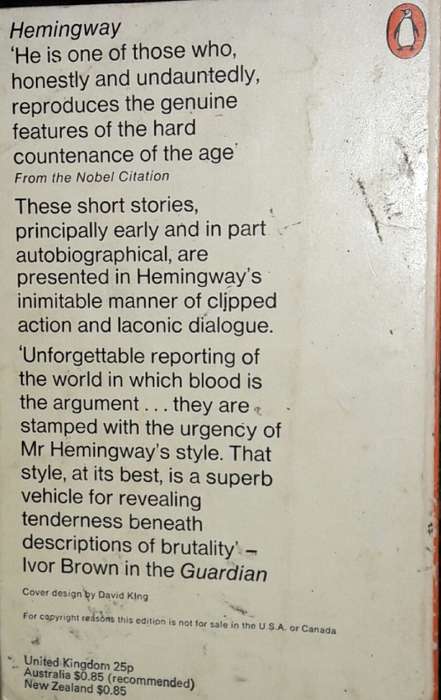 Hemingway
'He is one of those who,
honestly and undauntedly,
reproduces the genuine
features of the hard
countenance of the age'
From the Nobel Citation
These short stories,
principally early and in part
autobiographical, are
presented in Hemingway's
inimitable manner of clipped
action and laconic dialogue.
'Unforgettable reporting of
the world in which blood is
the argument . . . they are
stamped with the urgency of
Mr Hemingway's style. That
style, at its best, is a superb
vehicle for revealing
tenderness beneath
descriptions of brutality' –
Ivor Brown in the Guardian
Cover design by David King
For copyright reasons this edition is not for sale in the U.S.A. or Canada
United Kingdom 25p
Australia $0.85 (recommended)
New Zealand $0.85